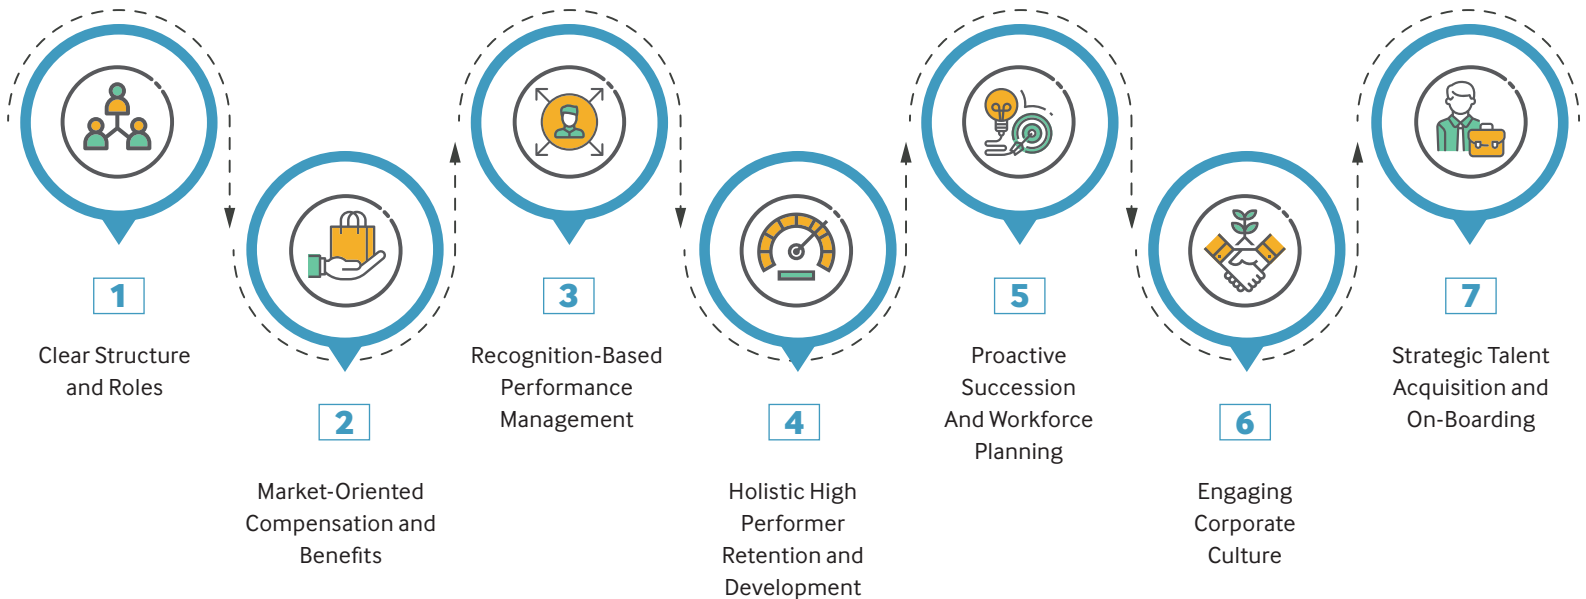 1
Clear Structure
and Roles
2
Market-Oriented
Compensation and
Benefits
3
Recognition-Based
Performance
Management
4
Holistic High
Performer
Retention and
Development
5
Proactive
Succession
And Workforce
Planning
6
Engaging
Corporate
Culture
7
Strategic Talent
Acquisition and
On-Boarding